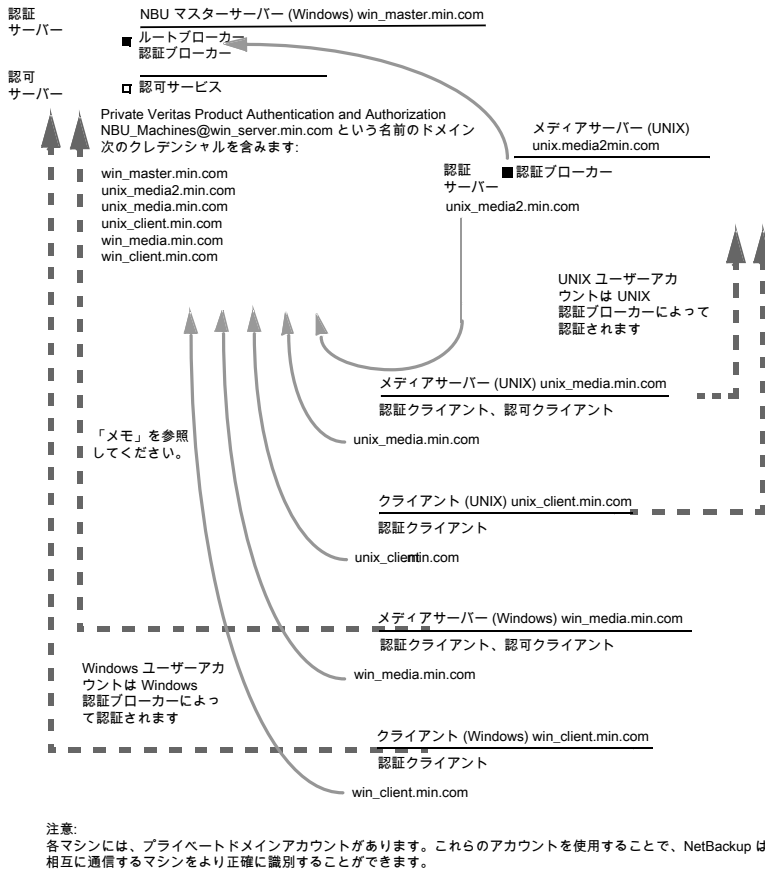 認証
サーバー
NBU マスターサーバー (Windows) win_master.min.com
ルートブローカー
認証ブローカー
認可
サーバー
認可サービス
Private Veritas Product Authentication and Authorization
NBU_Machines@win_server.min.com という名前のドメイン
次のクレデンシャルを含みます:
win_master.min.com
unix_media2.min.com
unix_media.min.com
unix_client.min.com
win_media.min.com
win_client.min.com
メディアサーバー (UNIX)
unix.media2min.com
認証
サーバー
認証ブローカー
unix_media2.min.com
UNIX ユーザーアカ
ウントは UNIX
認証ブローカーによって
認証されます
メディアサーバー (UNIX) unix_media.min.com
認証クライアント、認可クライアント
unix_media.min.com
「メモ」を参照
してください。
クライアント (UNIX) unix_client.min.com
認証クライアント
unix_client.min.com
メディアサーバー (Windows) win_media.min.com
認証クライアント、認可クライアント
win_media.min.com
Windows ユーザーアカ
ウントは Windows
認証ブローカーによっ
て認証されます
クライアント (Windows) win_client.min.com
認証クライアント
win_client.min.com
注意:
各マシンには、プライベートドメインアカウントがあります。これらのアカウントを使用することで、NetBackup は
相互に通信するマシンをより正確に識別することができます。